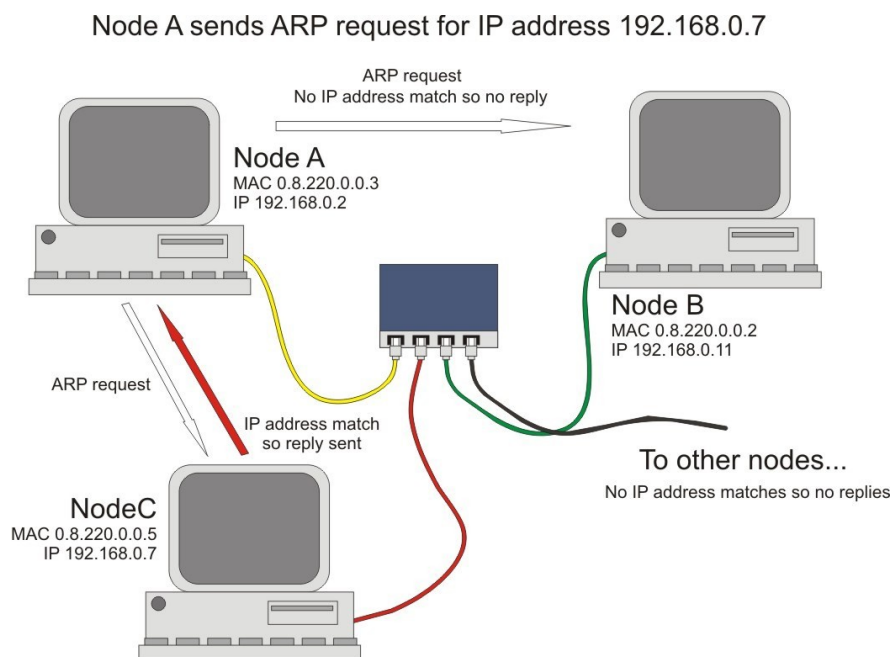 Node A sends ARP request for IP address 192.168.0.7
ARP request
No IP address match so no reply
Node A
MAC 0.8.220.0.0.3
IP 192.168.0.2
Node B
MAC 0.8.220.0.0.2
IP 192.168.0.11
ARP request
IP address match
so reply sent
To other nodes...
No IP address matches so no replies
NodeC
MAC 0.8.220.0.0.5
IP 192.168.0.7